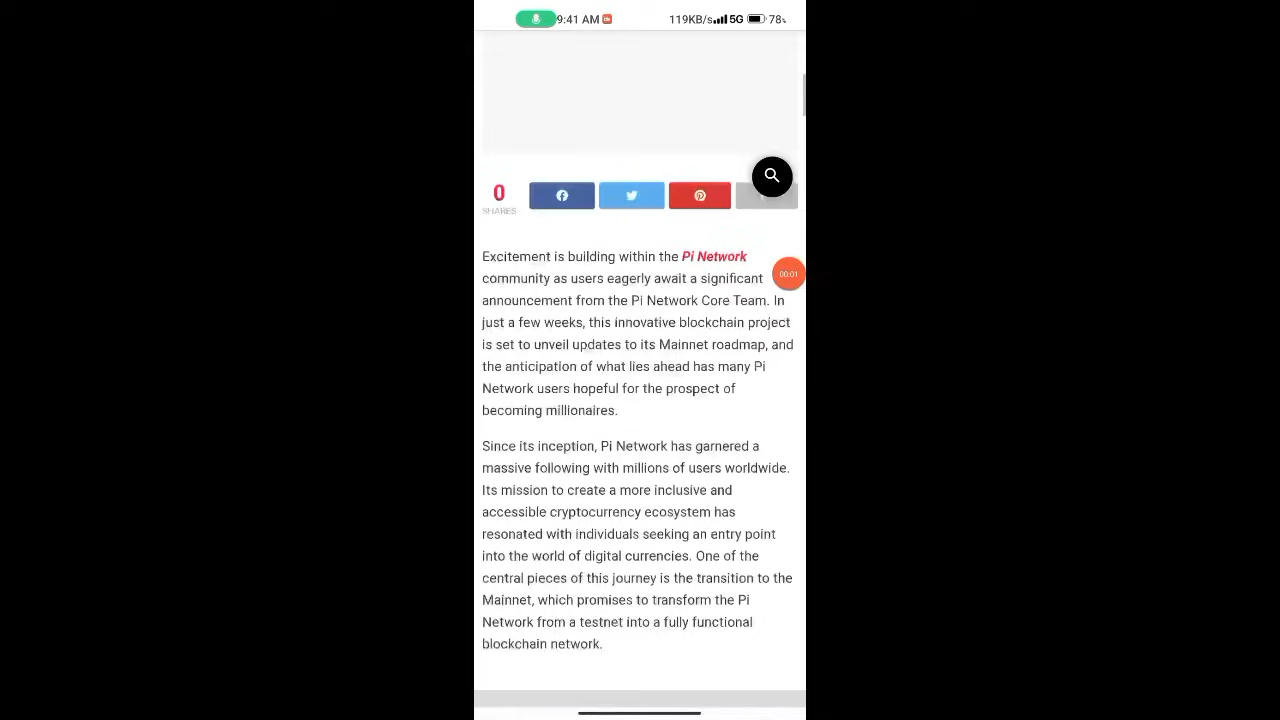 9:41 AM
119KB/s 5G 78%
0
SHARES
00:01
Excitement is building within the Pi Network
community as users eagerly await a significant
announcement from the Pi Network Core Team. In
just a few weeks, this innovative blockchain project
is set to unveil updates to its Mainnet roadmap, and
the anticipation of what lies ahead has many Pi
Network users hopeful for the prospect of
becoming millionaires.
Since its inception, Pi Network has garnered a
massive following with millions of users worldwide.
Its mission to create a more inclusive and
accessible cryptocurrency ecosystem has
resonated with individuals seeking an entry point
into the world of digital currencies. One of the
central pieces of this journey is the transition to the
Mainnet, which promises to transform the Pi
Network from a testnet into a fully functional
blockchain network.